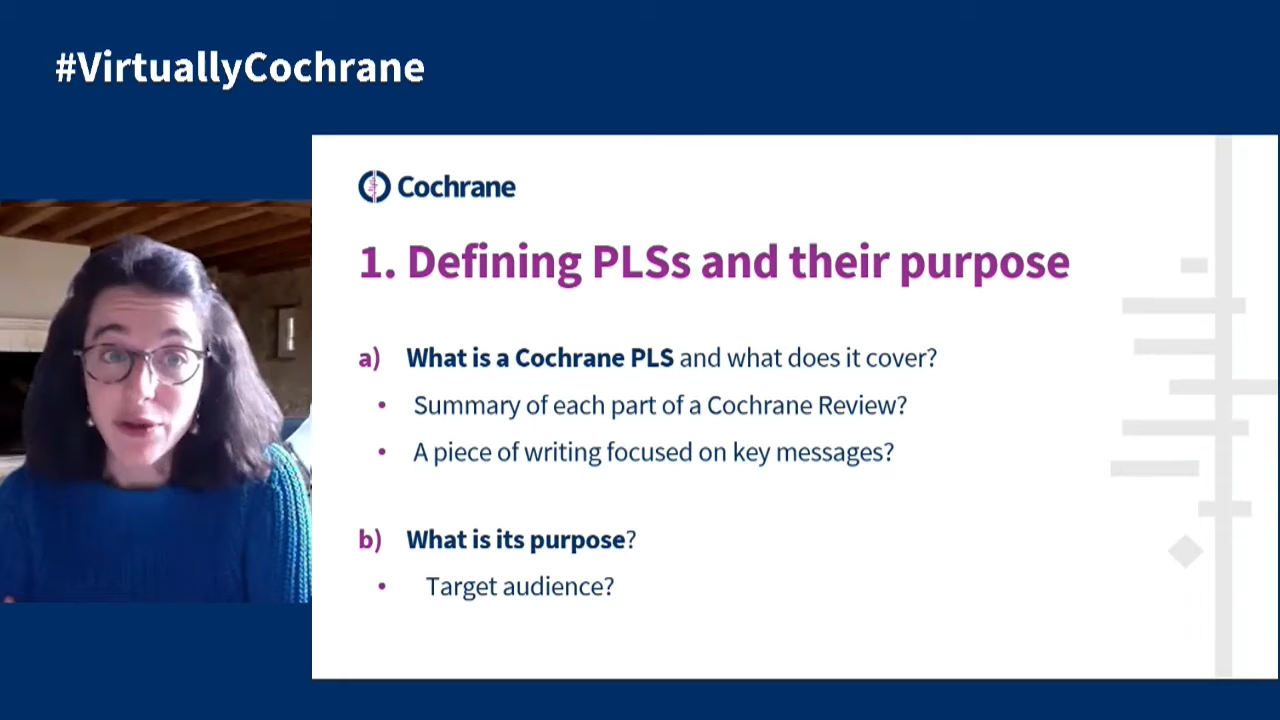 #VirtuallyCochrane
Cochrane
1. Defining PLSs and their purpose
a) What is a Cochrane PLS and what does it cover?
• Summary of each part of a Cochrane Review?
• A piece of writing focused on key messages?
b) What is its purpose?
• Target audience?